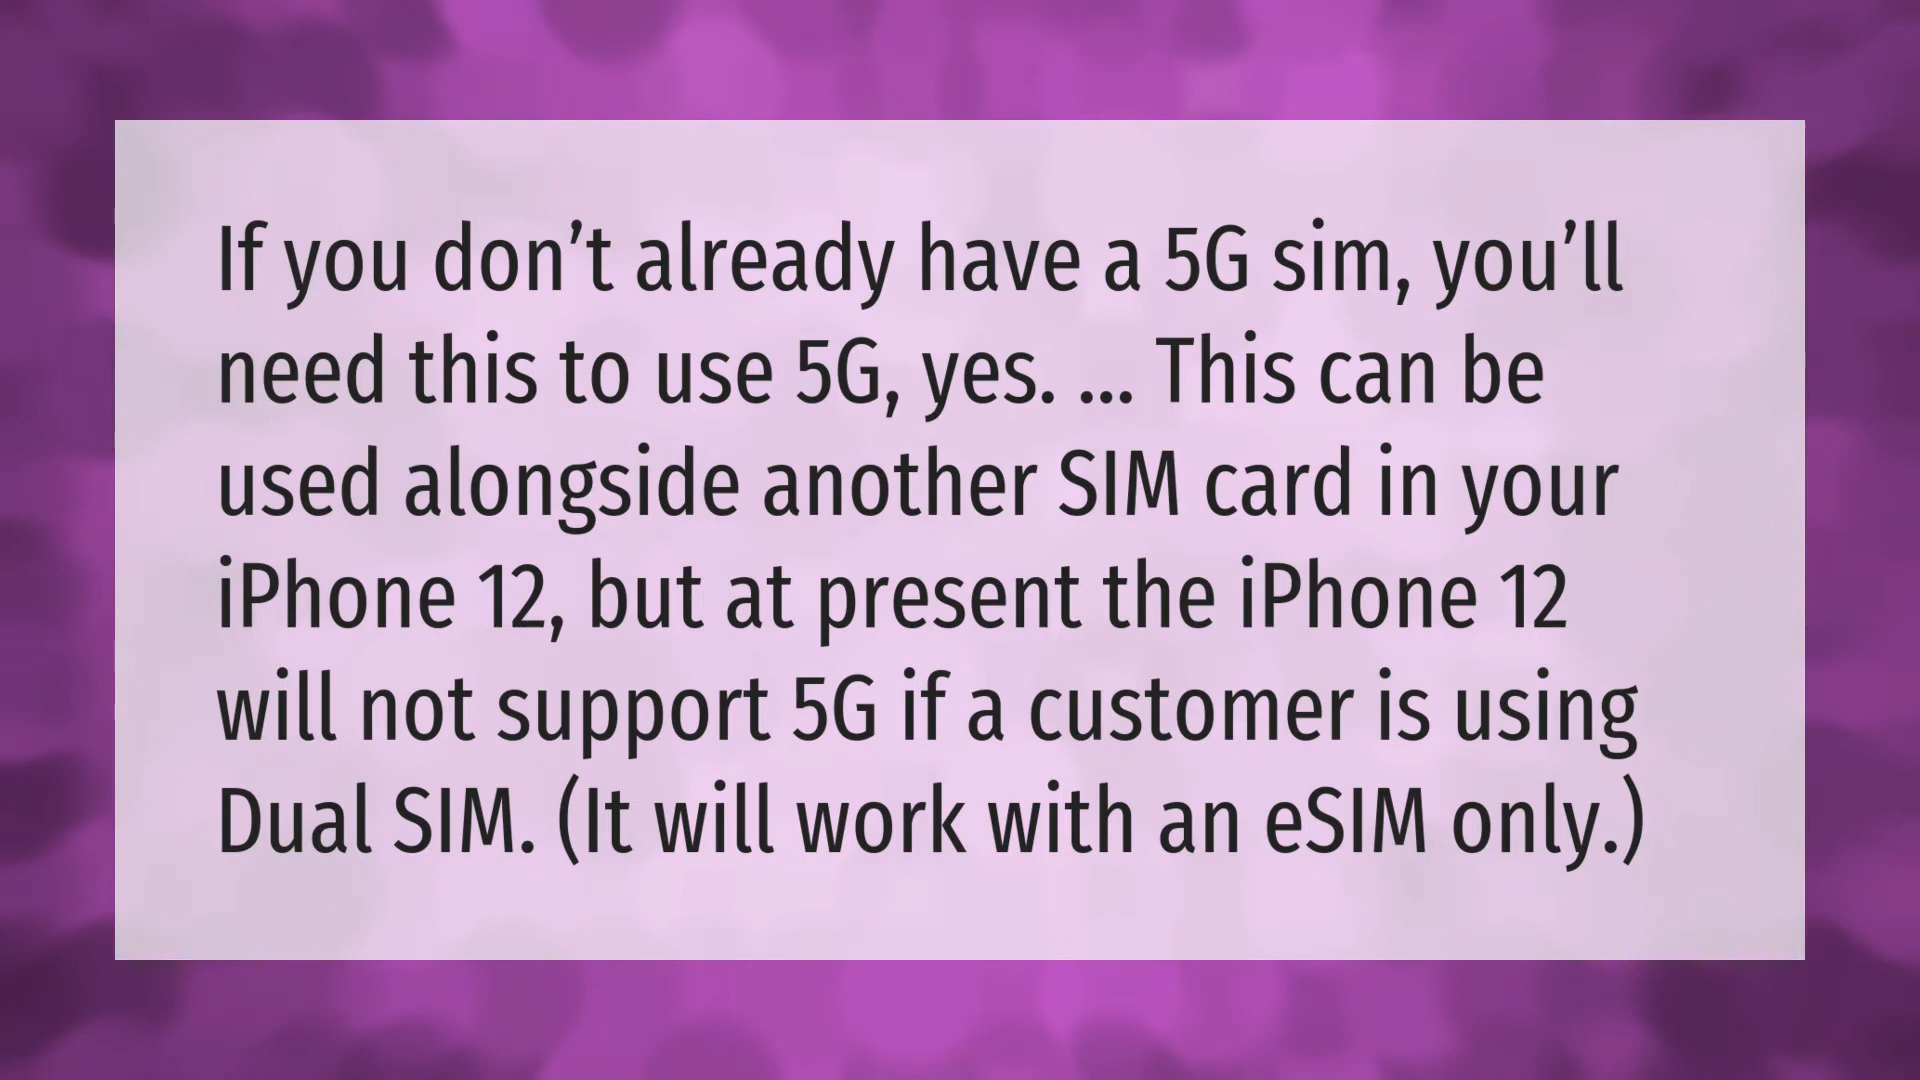 If you don’t already have a 5G sim, you’ll
need this to use 5G, yes. ... This can be
used alongside another SIM card in your
iPhone 12, but at present the iPhone 12
will not support 5G if a customer is using
Dual SIM. (It will work with an eSIM only.)